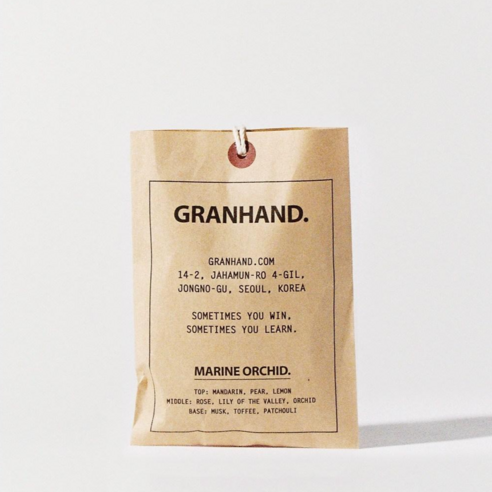 GRANHAND.
GRANHAND.COM
14-2, JAHAMUN-RO 4-GIL,
JONGNO-GU, SEOUL, KOREA
SOMETIMES YOU WIN,
SOMETIMES YOU LEARN.
MARINE ORCHID.
TOP: MANDARIN, PEAR, LEMON
MIDDLE: ROSE, LILY OF THE VALLEY, ORCHID
BASE: MUSK, TOFFEE, PATCHOULI